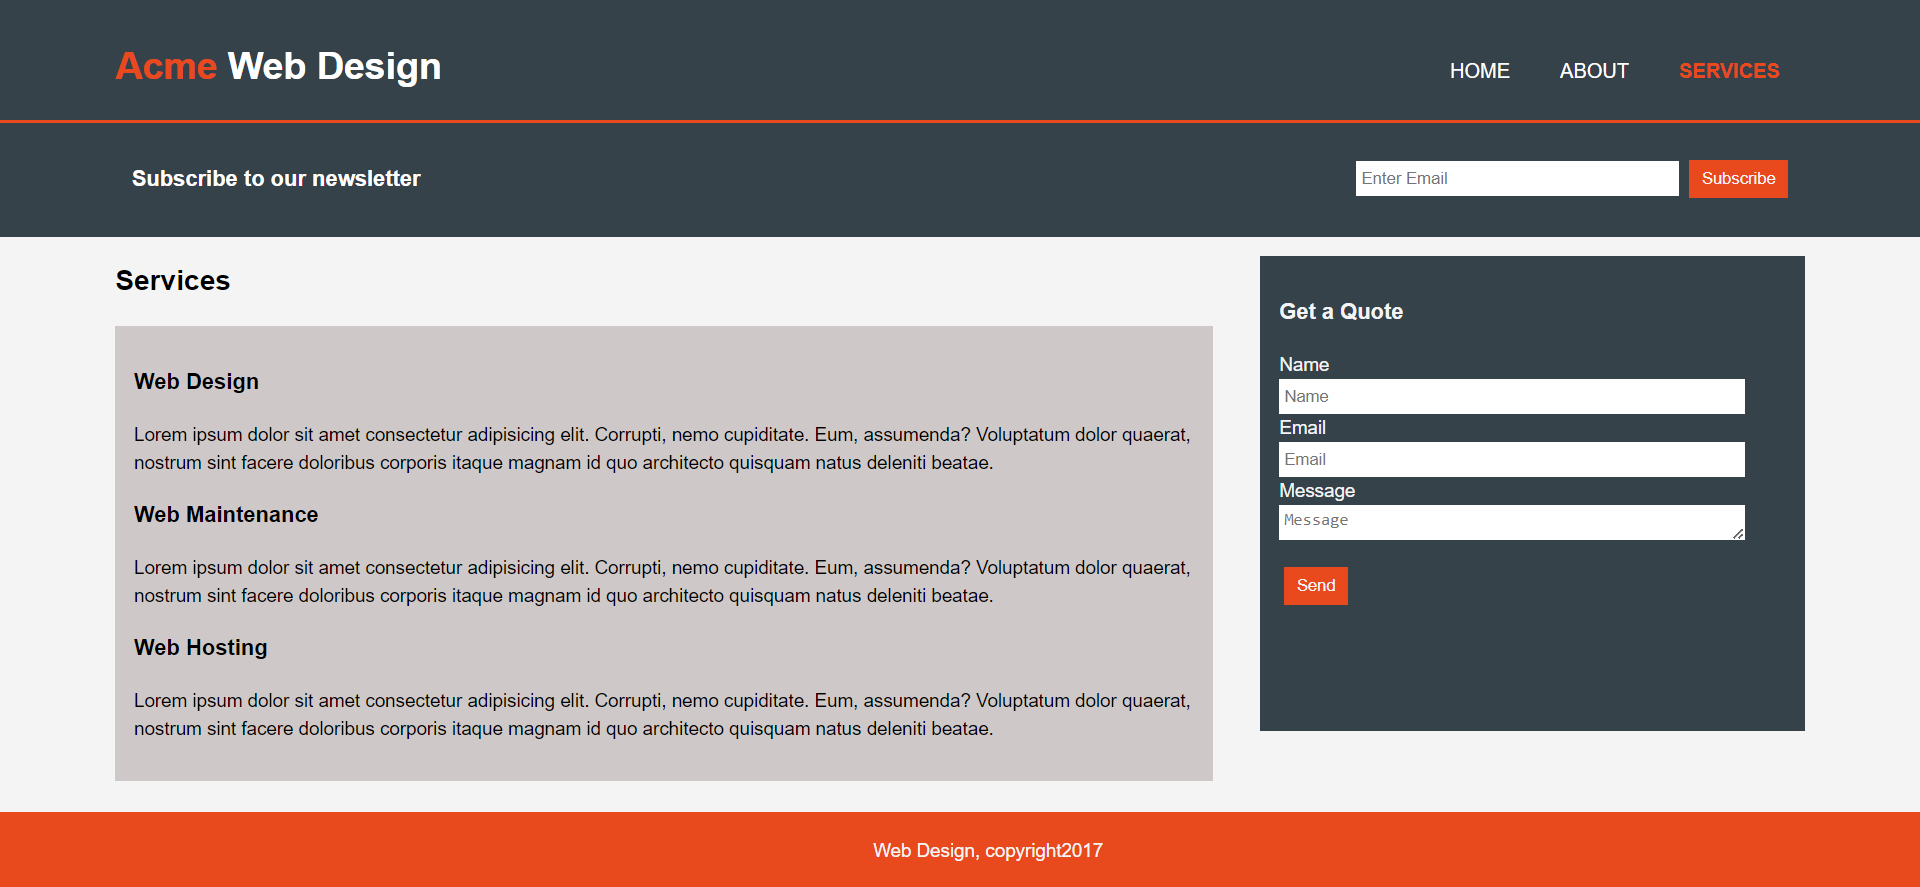 Acme Web Design
HOME ABOUT SERVICES
Subscribe to our newsletter
Enter Email
Subscribe
Services
Web Design
Lorem ipsum dolor sit amet consectetur adipisicing elit. Corrupti, nemo cupiditate. Eum, assumenda? Voluptatum dolor quaerat,
nostrum sint facere doloribus corporis itaque magnam id quo architecto quisquam natus deleniti beatae.
Web Maintenance
Lorem ipsum dolor sit amet consectetur adipisicing elit. Corrupti, nemo cupiditate. Eum, assumenda? Voluptatum dolor quaerat,
nostrum sint facere doloribus corporis itaque magnam id quo architecto quisquam natus deleniti beatae.
Web Hosting
Lorem ipsum dolor sit amet consectetur adipisicing elit. Corrupti, nemo cupiditate. Eum, assumenda? Voluptatum dolor quaerat,
nostrum sint facere doloribus corporis itaque magnam id quo architecto quisquam natus deleniti beatae.
Get a Quote
Name
Name
Email
Email
Message
Message
Send
Web Design, copyright2017